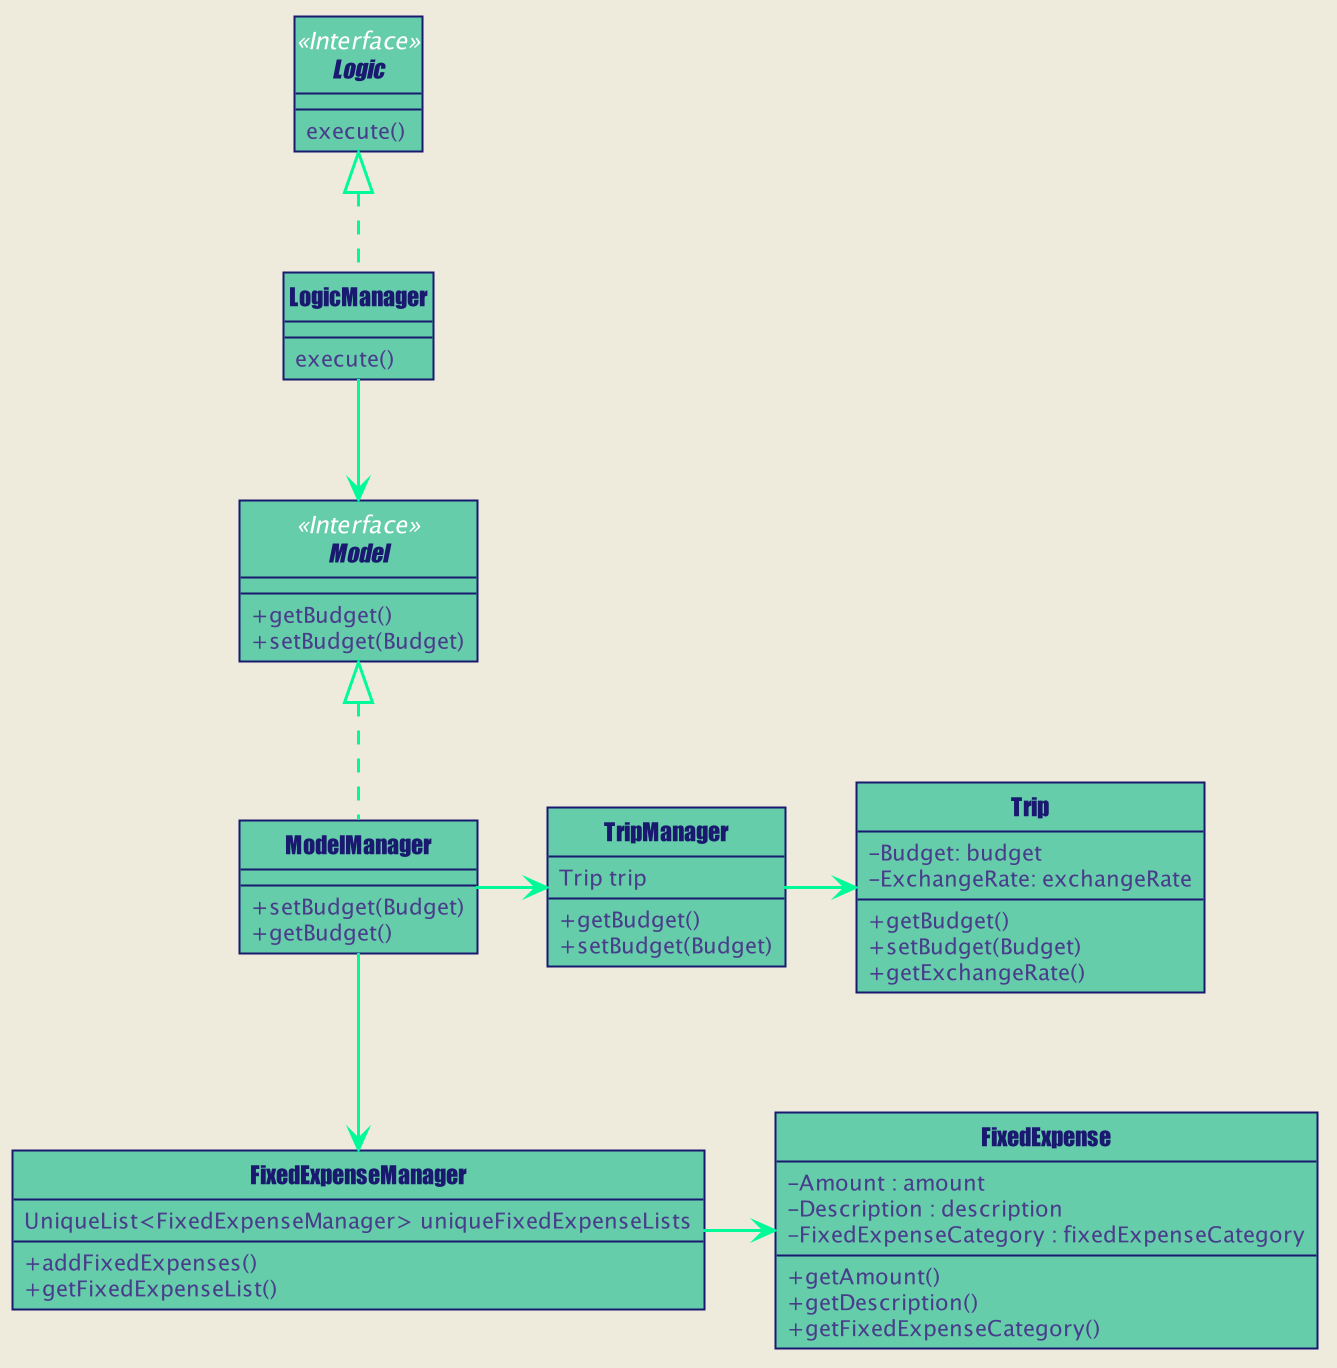 «Interface»
Logic
execute()
LogicManager
execute()
«Interface»
Model
+getBudget()
+setBudget(Budget)
ModelManager
+setBudget(Budget)
+getBudget()
TripManager
Trip trip
+getBudget()
+setBudget(Budget)
Trip
-Budget: budget
-ExchangeRate: exchangeRate
+getBudget()
+setBudget(Budget)
+getExchangeRate()
FixedExpenseManager
UniqueList<FixedExpenseManager> uniqueFixedExpenseLists
+addFixedExpenses()
+getFixedExpenseList()
FixedExpense
-Amount : amount
-Description : description
-FixedExpenseCategory : fixedExpenseCategory
+getAmount()
+getDescription()
+getFixedExpenseCategory()